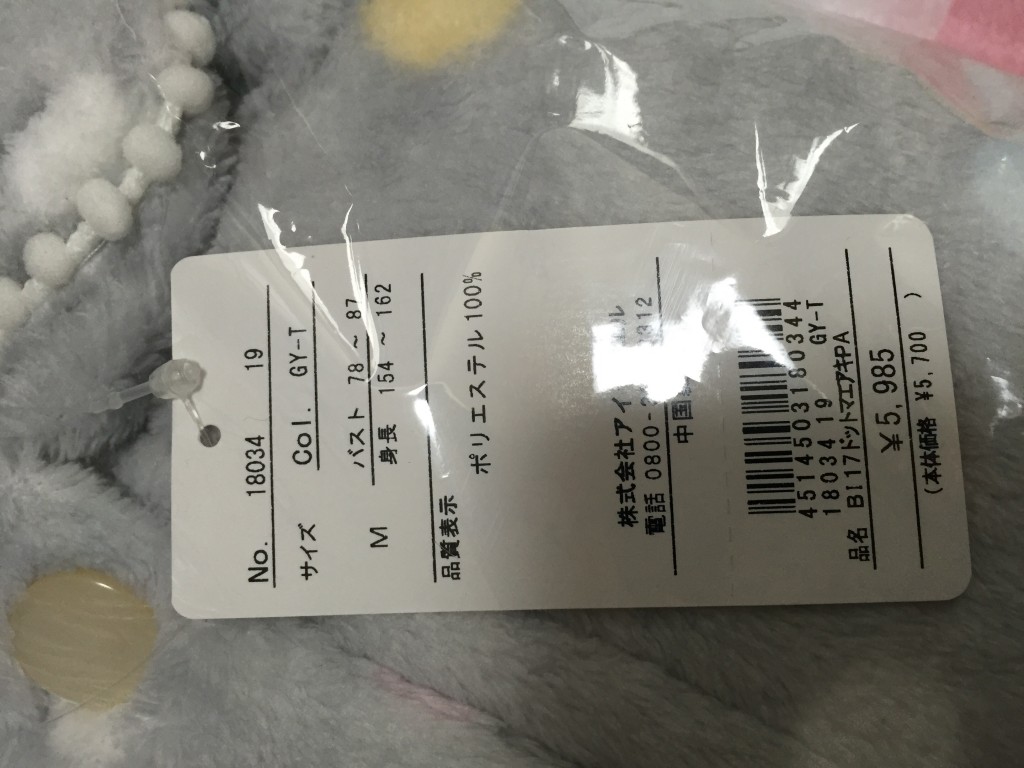 No. 18034 19
サイズ Col. GY-T
バスト 78 ~ 87
M 身長 154 ~ 162
品質表示
ポリエステル 100%
株式会社アイ
電話 0800- 312
中国
4514503180344
18034 19 GY-T
品名 BI17ドットマエアキPA
¥5,985
(本体価格 ¥5,700 )